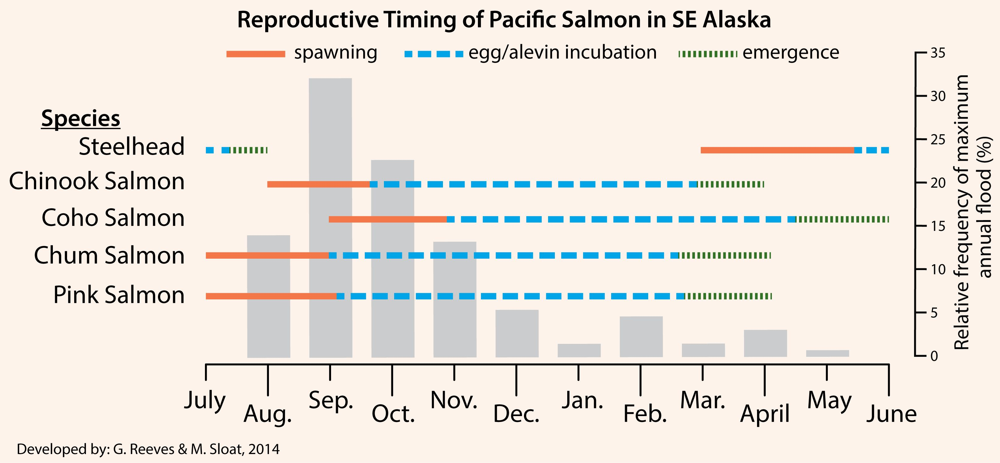 Reproductive Timing of Pacific Salmon in SE Alaska
spawning egg/alevin incubation emergence
Species
Steelhead
Chinook Salmon
Coho Salmon
Chum Salmon
Pink Salmon
35
30
25
20
15
10
5
0
Relative frequency of maximum
annual flood (%)
July Aug. Sep. Oct. Nov. Dec. Jan. Feb. Mar. April May June
Developed by: G. Reeves & M. Sloat, 2014